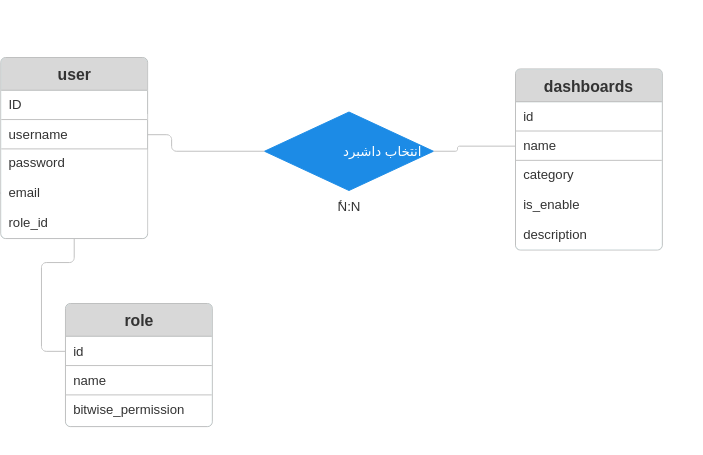 user
ID
username
password
email
role_id
انتخاب داشبرد
N:N
dashboards
id
name
category
is_enable
description
role
id
name
bitwise_permission